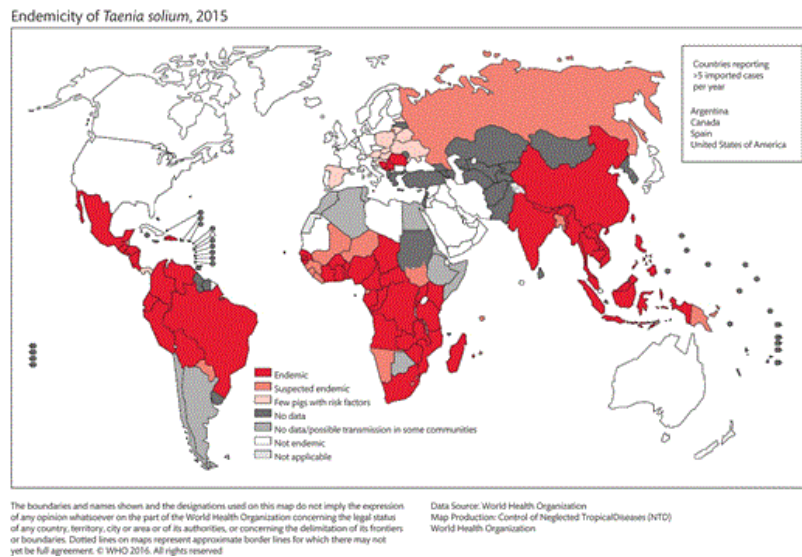 Endemicity of Taenia solium, 2015
Countries reporting
>5 imported cases
per year
Argentina
Canada
Spain
United States of America
Endemic
Suspected endemic
Few pigs with risk factors
No data
No data/possible transmission in some communities
Not endemic
Not applicable
The boundaries and names shown and the designations used on this map do not imply the expression
of any opinion whatsoever on the part of the World Health Organization concerning the legal status
of any country, territory, city or area or of its authorities, or concerning the delimitation of its frontiers
or boundaries. Dotted lines on maps represent approximate border lines for which there may not
yet be full agreement. © WHO 2016. All rights reserved
Data Source: World Health Organization
Map Production: Control of Neglected TropicalDiseases (NTD)
World Health Organization